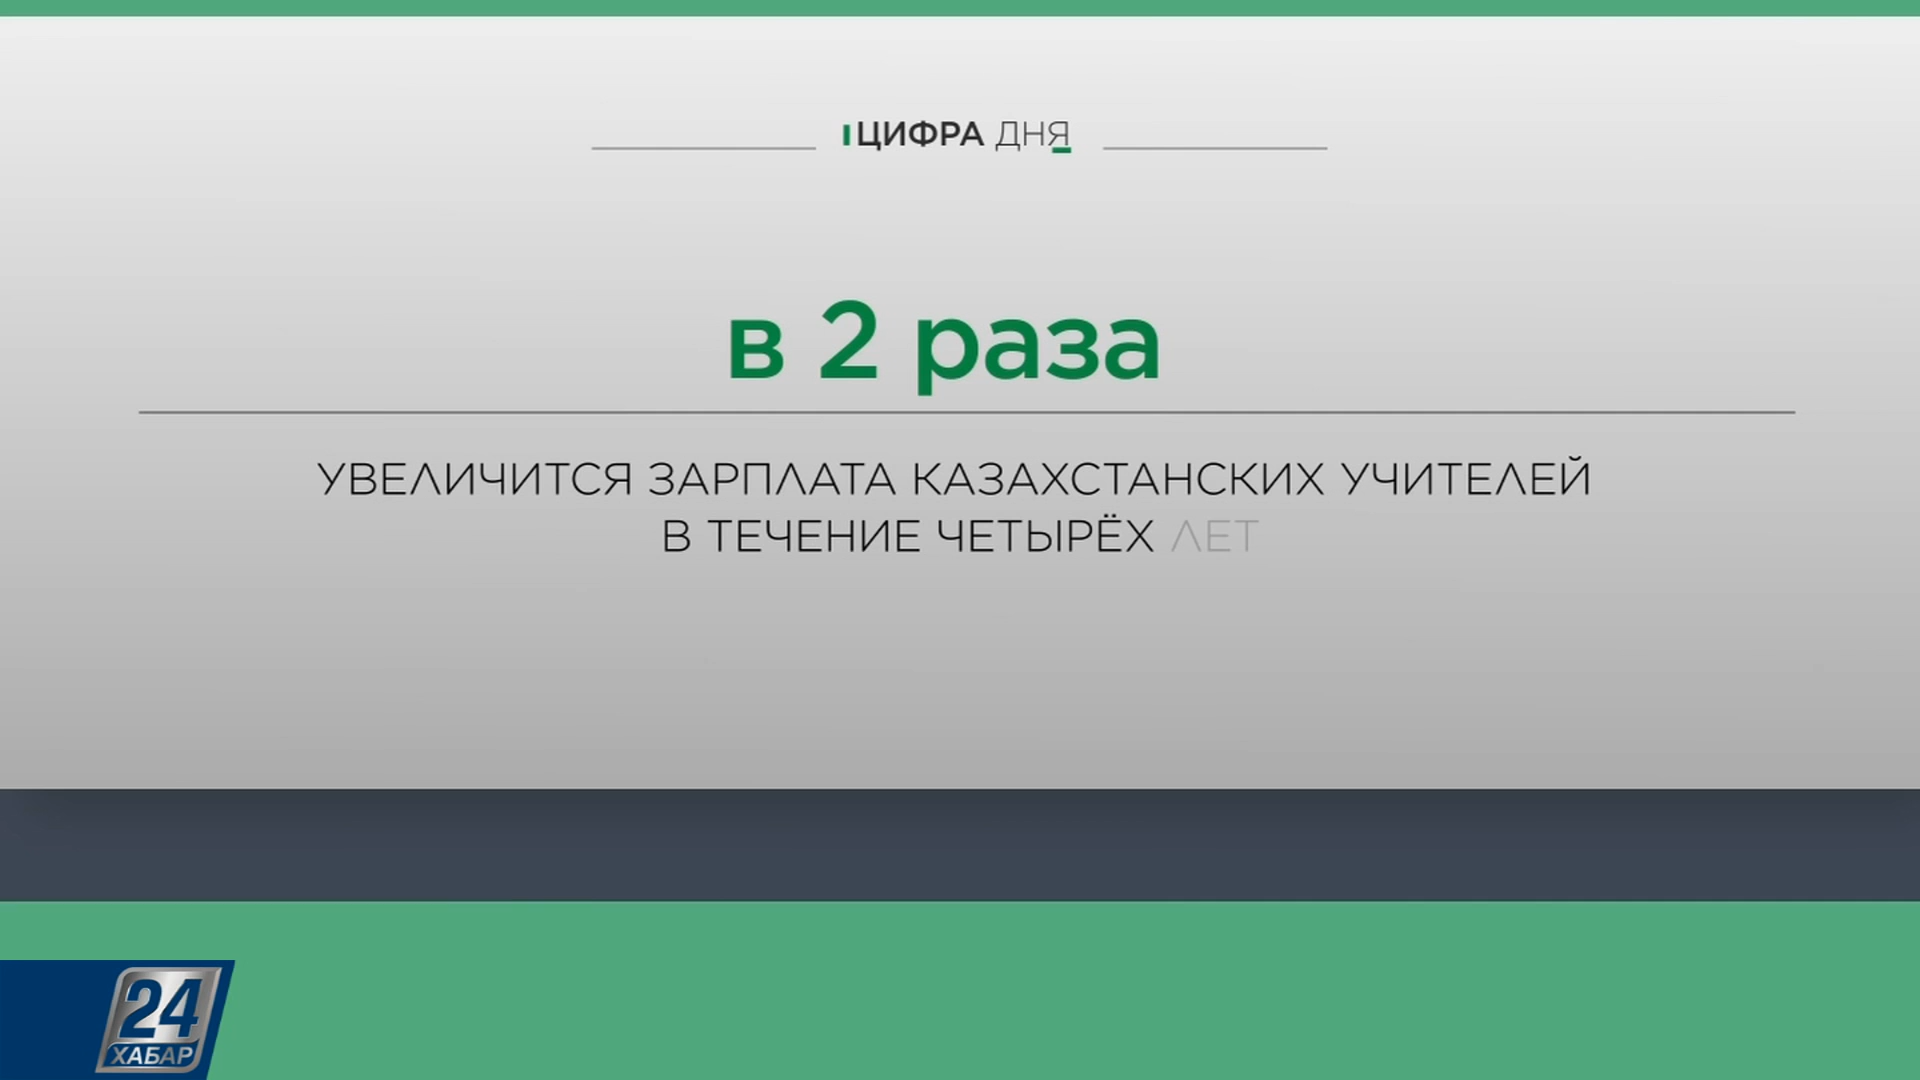 ЦИФРА ДНЯ
в 2 раза
УВЕЛИЧИТСЯ ЗАРПЛАТА КАЗАХСТАНСКИХ УЧИТЕЛЕЙ
В ТЕЧЕНИЕ ЧЕТЫРЁХ ЛЕТ
24
ХАБАР